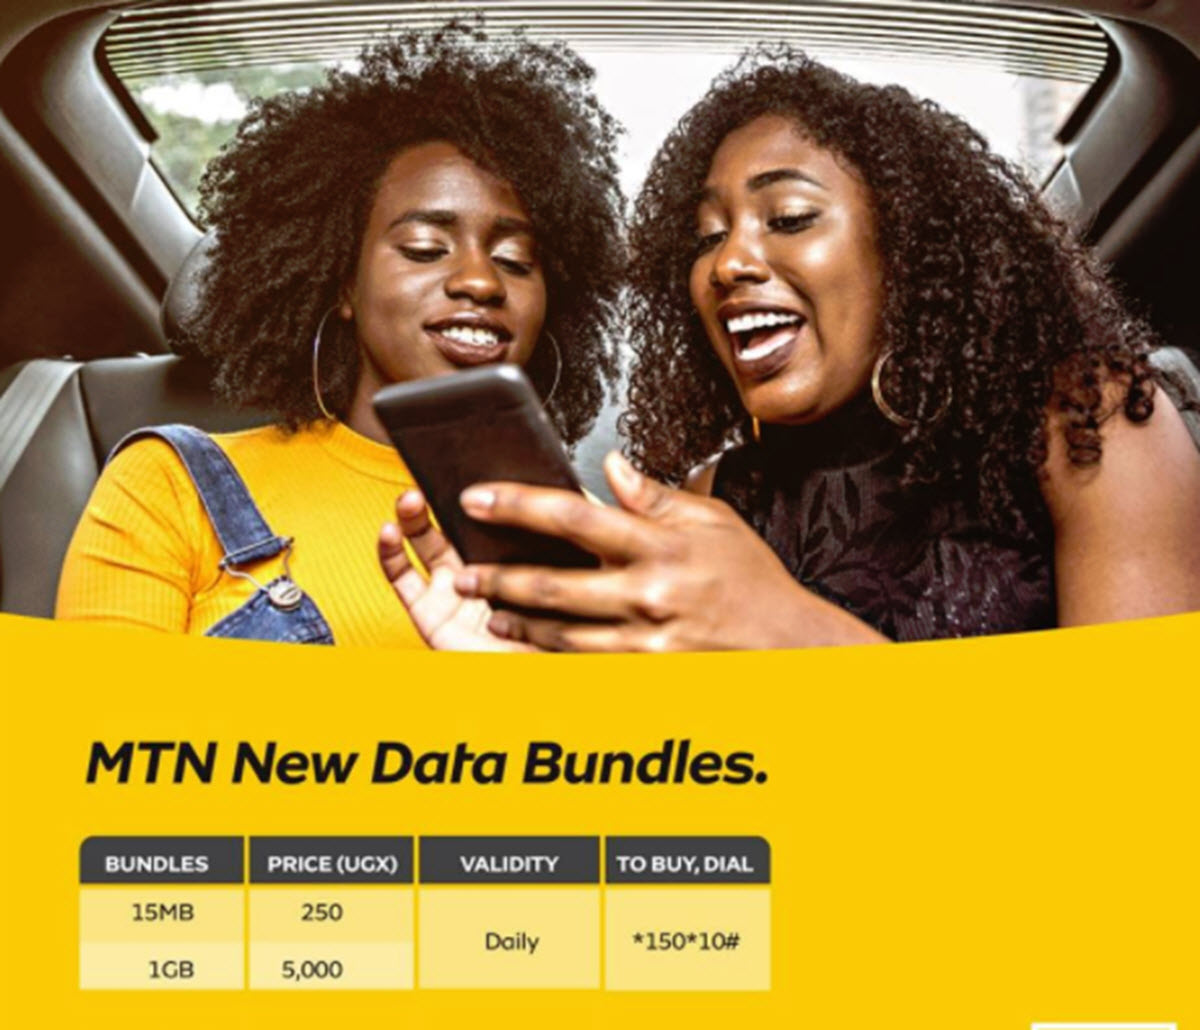 MTN New Data Bundles.
BUNDLES PRICE (UGX) VALIDITY TO BUY, DIAL
15MB 250
Daily *150*10#
1GB 5,000